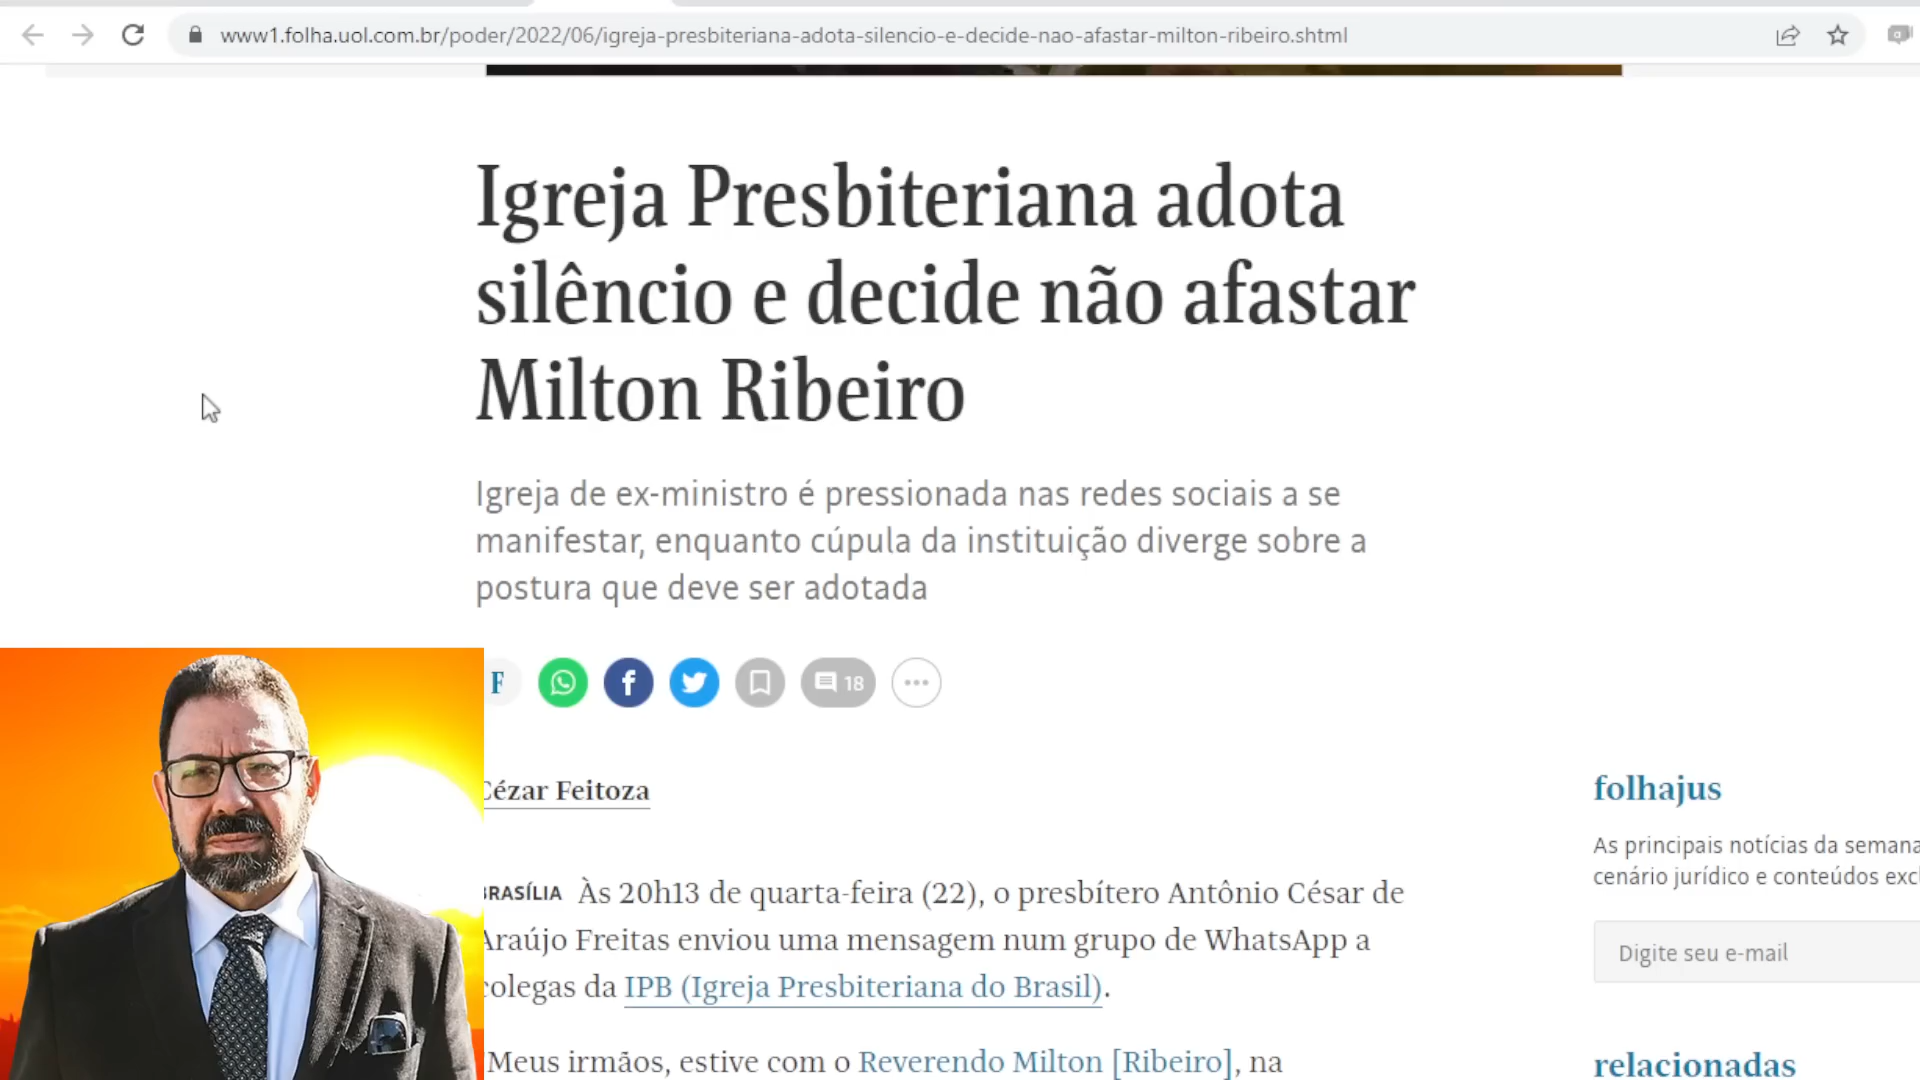 www1.folha.uol.com.br/poder/2022/06/igreja-presbiteriana-adota-silencio-e-decide-nao-afastar-milton-ribeiro.shtml
Igreja Presbiteriana adota
silêncio e decide não afastar
Milton Ribeiro
Igreja de ex-ministro é pressionada nas redes sociais a se
manifestar, enquanto cúpula da instituição diverge sobre a
postura que deve ser adotada
F
18
Cézar Feitoza
BRASÍLIA Às 20h13 de quarta-feira (22), o presbítero Antônio César de
Araújo Freitas enviou uma mensagem num grupo de WhatsApp a
colegas da IPB (Igreja Presbiteriana do Brasil).
"Meus irmãos, estive com o Reverendo Milton [Ribeiro], na
folhajus
As principais notícias da semana
cenário jurídico e conteúdos exc
Digite seu e-mail
relacionadas